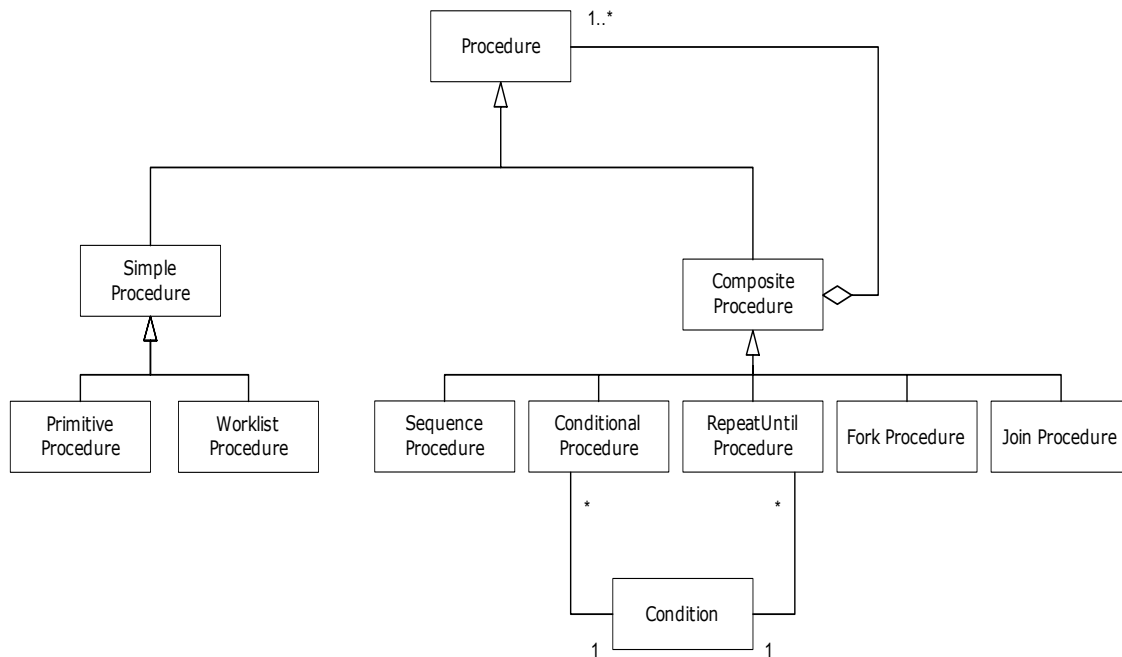 1..*
Procedure
Simple
Procedure
Composite
Procedure
Primitive
Procedure
Worklist
Procedure
Sequence
Procedure
Conditional
Procedure
RepeatUntil
Procedure
Fork Procedure
Join Procedure
*
*
Condition
1
1